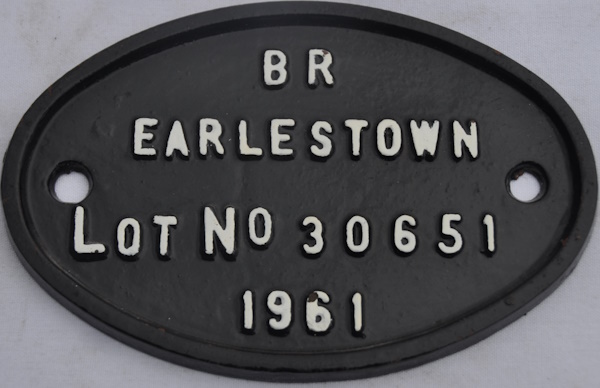 BR
EARLESTOWN
LOT NO 30651
1961